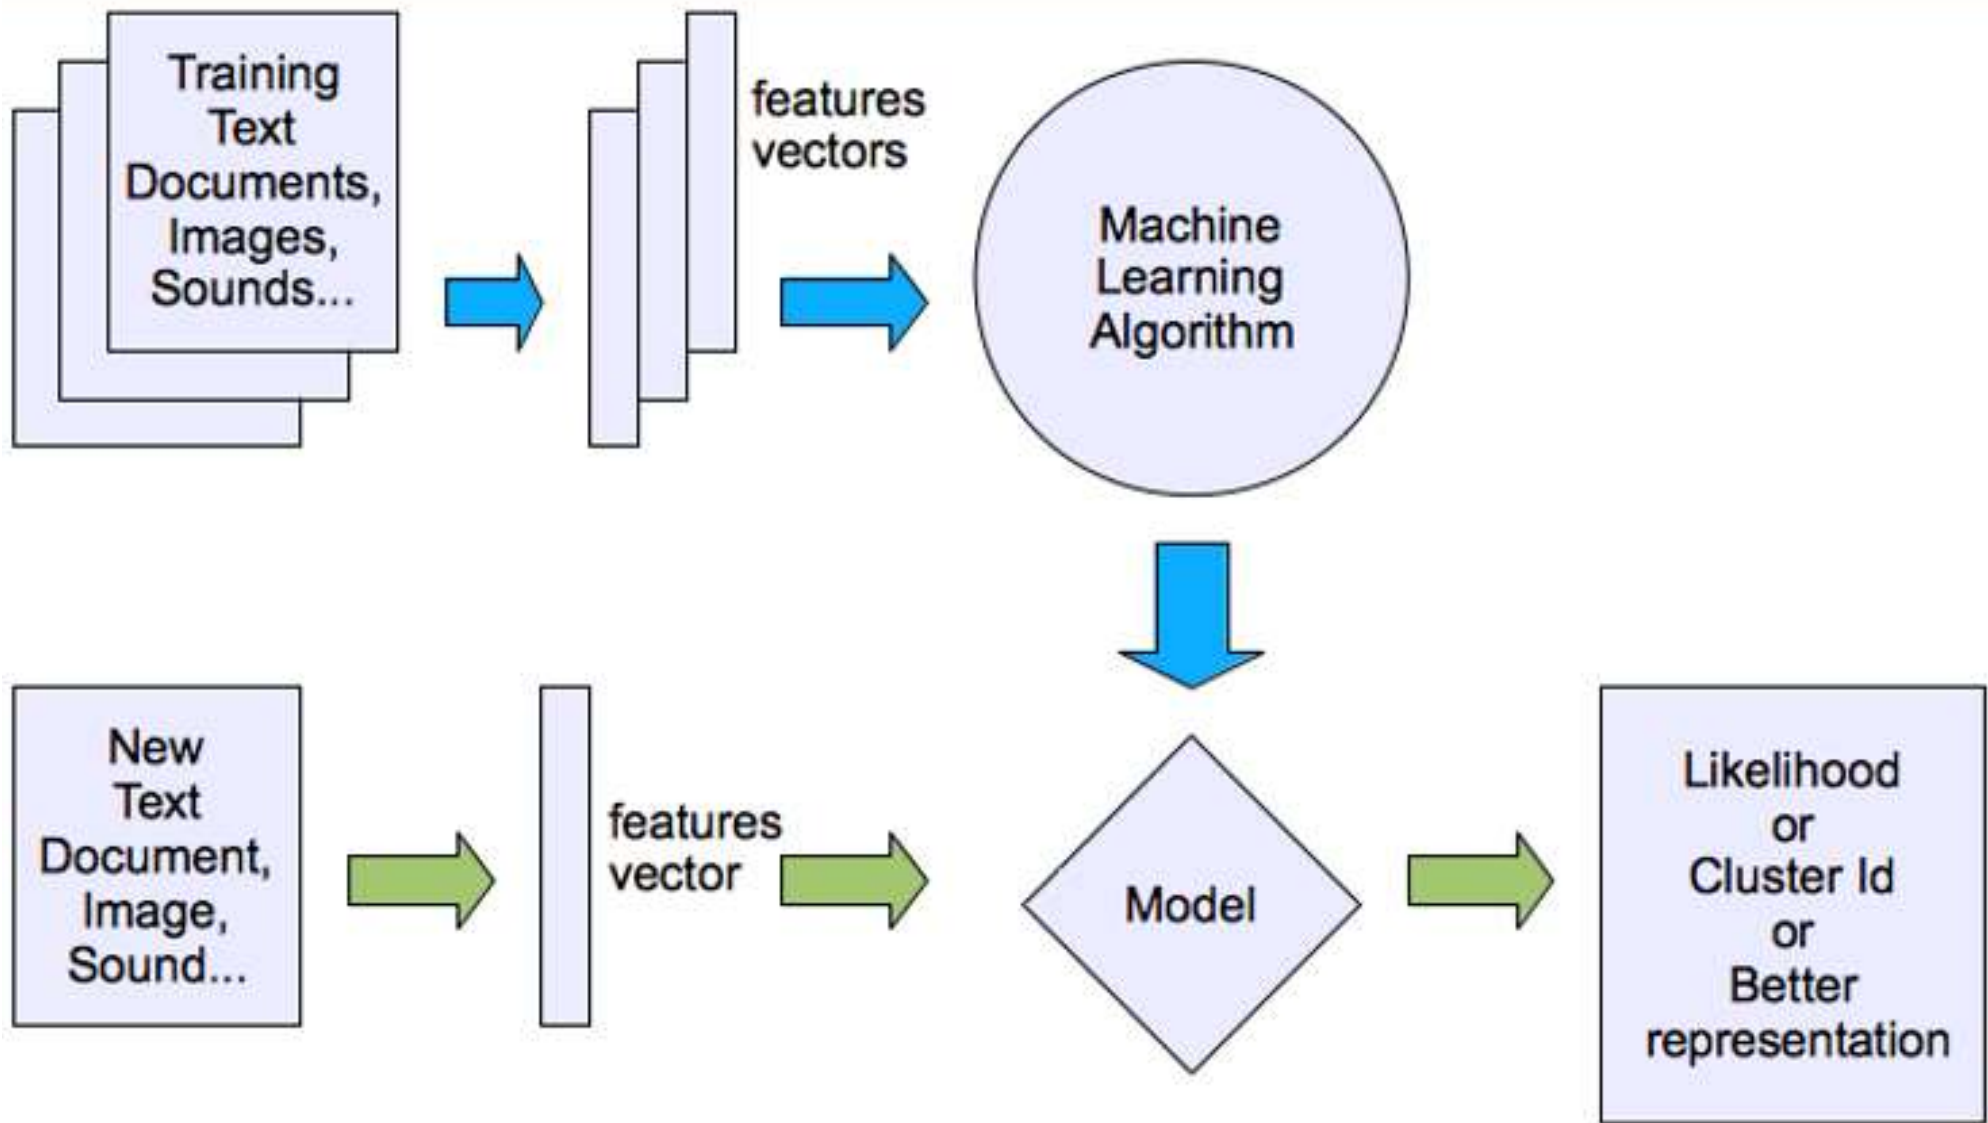 Training
Text
Documents,
Images,
Sounds...
features
vectors
Machine
Learning
Algorithm
New
Text
Document,
Image,
Sound...
features
vector
Model
Likelihood
or
Cluster Id
or
Better
representation